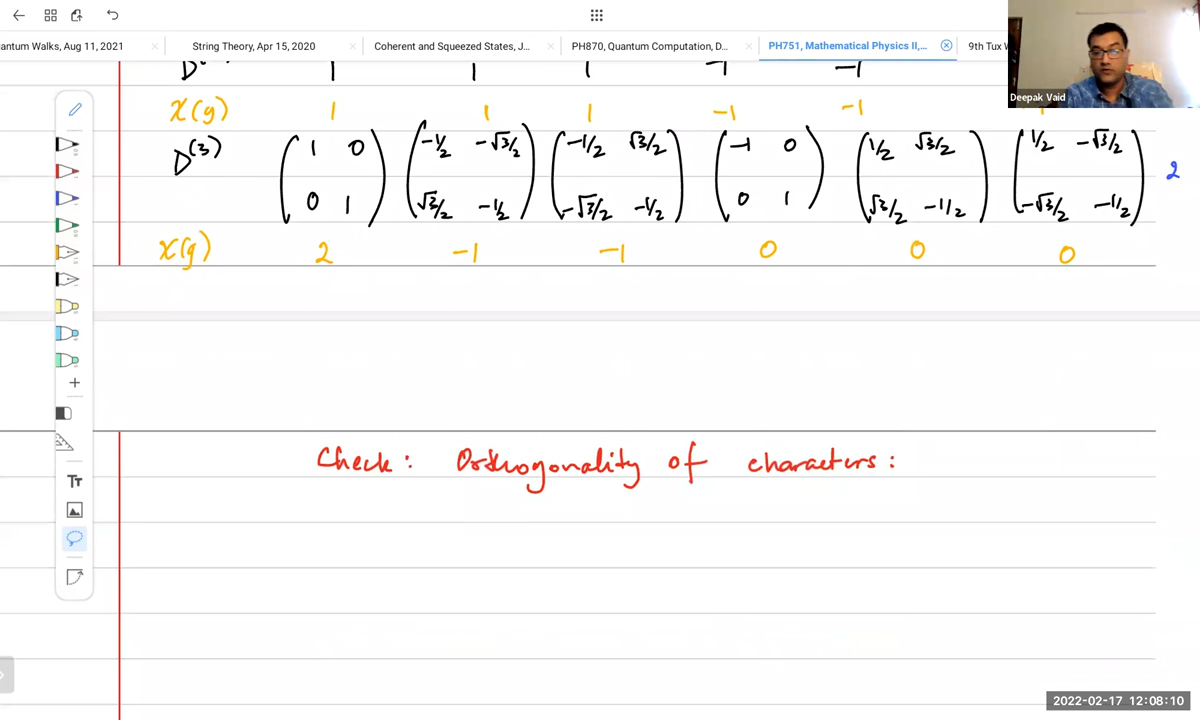 antum Walks, Aug 11, 2021 × String Theory, Apr 15, 2020 × Coherent and Squeezed States, J... × PH870, Quantum Computation, D... × PH751, Mathematical Physics II,... 9th Tux
Deepak Vaid
1 1 1 -1 -1
χ(g) 1 1 1 -1 -1
D⁽³⁾ (1 0 (-1/2 -√3/2) (-1/2 √3/2) (-1 0) (1/2 √3/2) (1/2 -√3/2) 2
0 1) (√3/2 -1/2) (-√3/2 -1/2) (0 1) (√3/2 -1/2) (-√3/2 -1/2)
χ(g) 2 -1 -1 0 0 0
Check: Orthogonality of characters:
Tт
2022-02-17 12:08:10